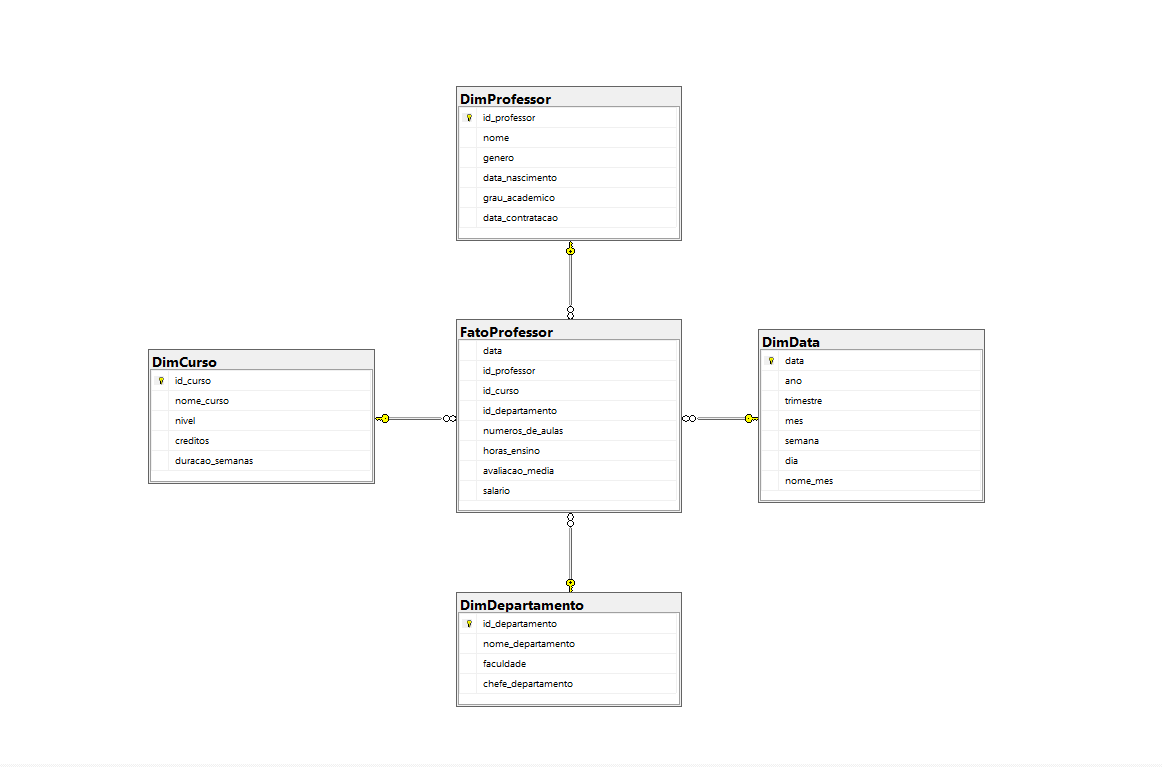 DimProfessor
id_professor
nome
genero
data_nascimento
grau_academico
data_contratacao
DimCurso
id_curso
nome_curso
nivel
creditos
duracao_semanas
FatoProfessor
data
id_professor
id_curso
id_departamento
numeros_de_aulas
horas_ensino
avaliacao_media
salario
DimData
data
ano
trimestre
mes
semana
dia
nome_mes
DimDepartamento
id_departamento
nome_departamento
faculdade
chefe_departamento